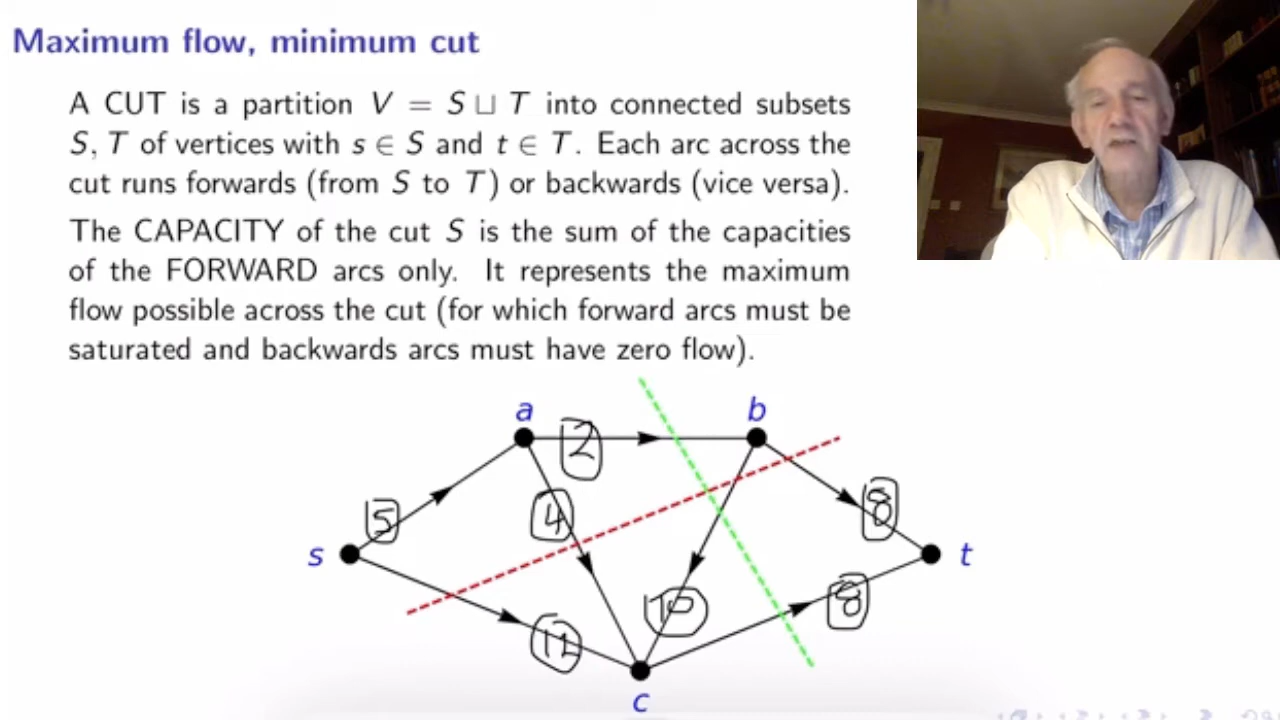 Maximum flow, minimum cut
A CUT is a partition V = S ⊔ T into connected subsets
S, T of vertices with s ∈ S and t ∈ T. Each arc across the
cut runs forwards (from S to T) or backwards (vice versa).
The CAPACITY of the cut S is the sum of the capacities
of the FORWARD arcs only. It represents the maximum
flow possible across the cut (for which forward arcs must be
saturated and backwards arcs must have zero flow).
a
b
2
5
4
8
s
t
10
8
c